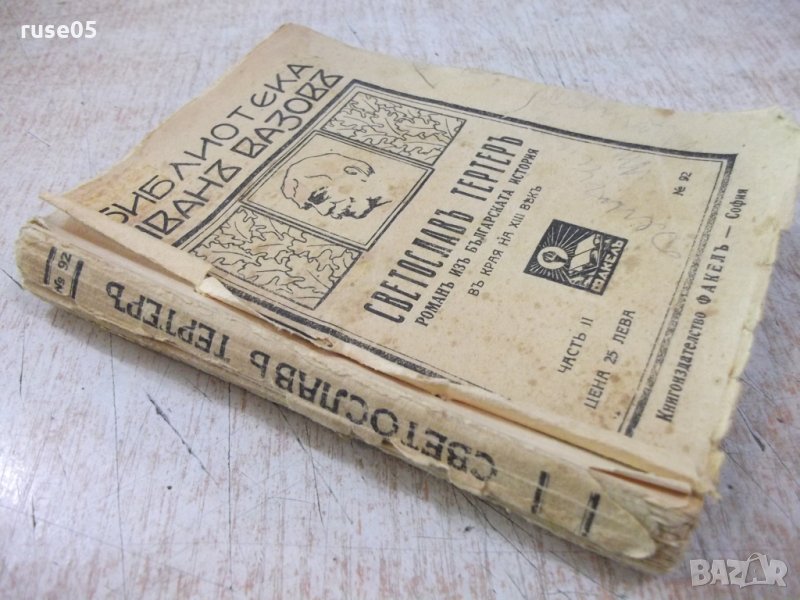 ruse05
БИБЛИОТЕКА
ИВАНЪ ВАЗОВЪ
СВЕТОСЛАВЪ ТЕРТЕРЪ
РОМАНЪ ИЗЪ БЪЛГАРСКАТА ИСТОРИЯ
ВЪ КРАЯ НА XIII ВѢКЪ
№ 92
ФАКЕЛЪ
ЧАСТЬ II
ЦЕНА 25 ЛЕВА
Книгоиздателство ФАКЕЛЪ — София
№ 92
СВЕТОСЛАВЪ ТЕРТЕРЪ
BAZAR